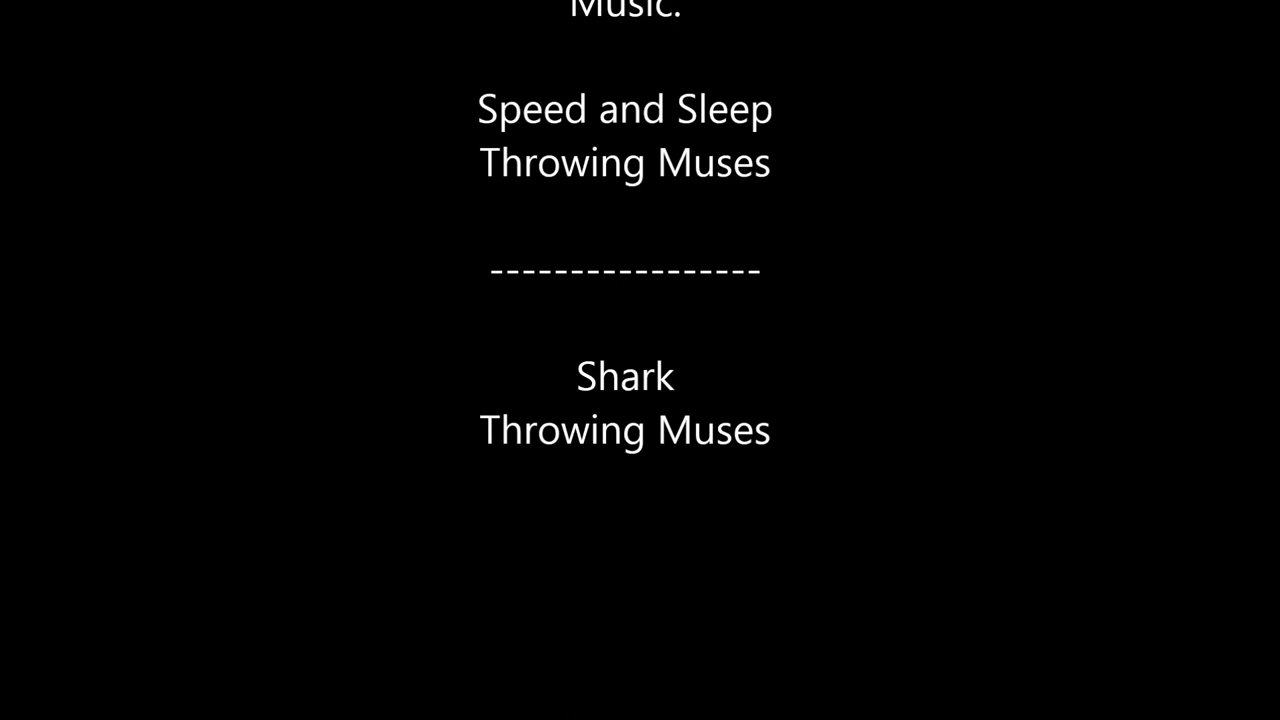 Music.
Speed and Sleep
Throwing Muses
-----------------
Shark
Throwing Muses